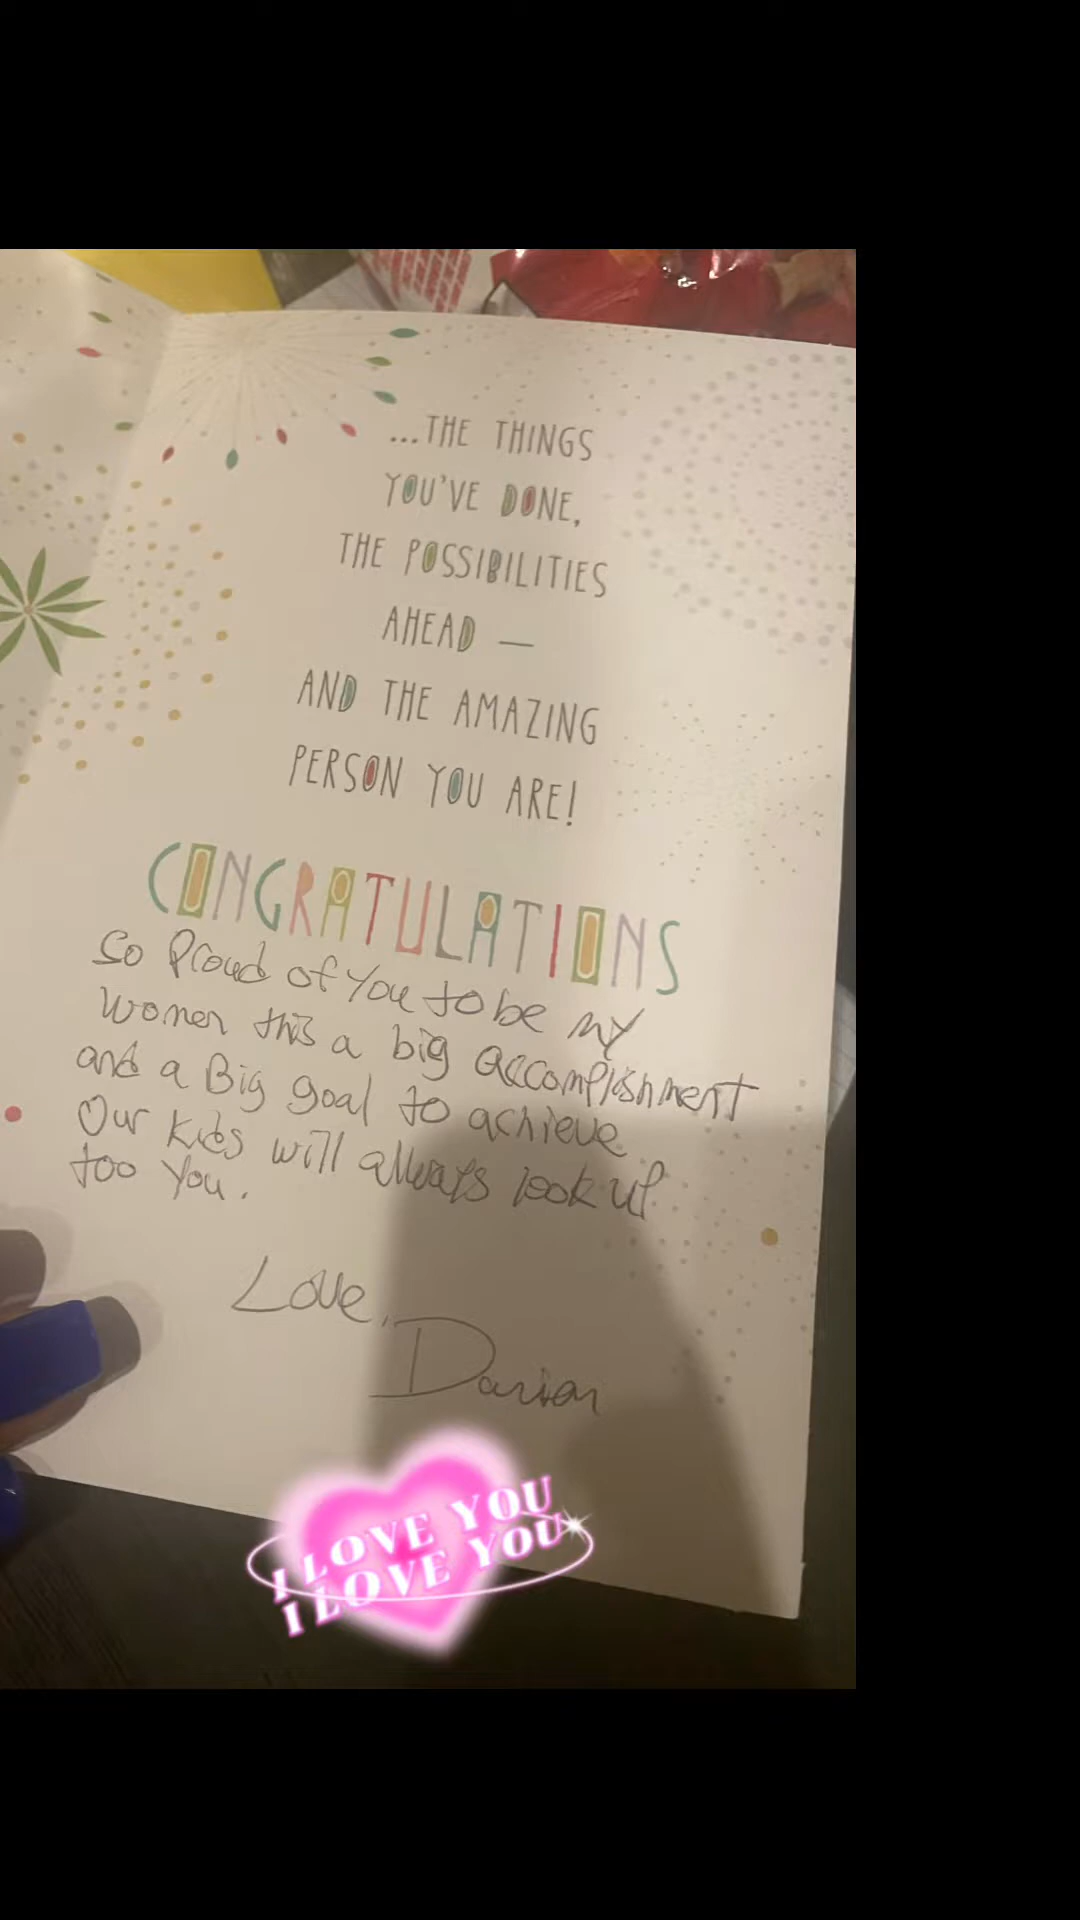 ...THE THINGS
YOU'VE DONE,
THE POSSIBILITIES
AHEAD —
AND THE AMAZING
PERSON YOU ARE!
CONGRATULATIONS
So Proud of You to be my
women this a big accomplishment
and a Big goal to achieve
Our kids will always look up
too You.
Love,
Darion
I LOVE YOU
I LOVE YOU